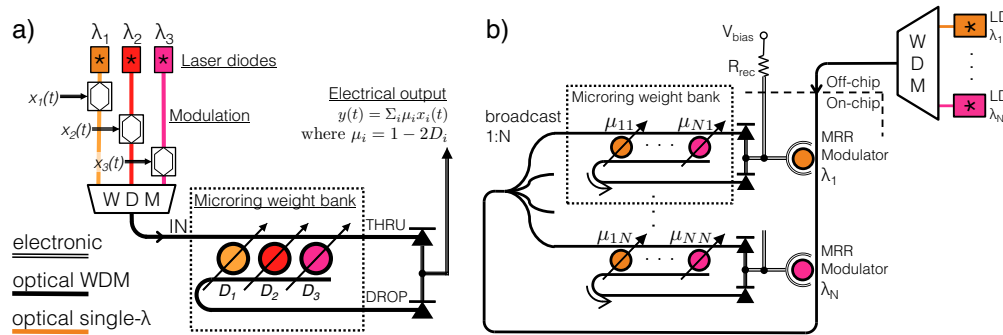 a)
λ1 λ2 λ3
* * *
Laser diodes
x1(t)
x2(t)
x3(t)
Modulation
WDM
Electrical output
y(t) = Σiμixi(t)
where μi = 1 − 2Di
Microring weight bank
IN
THRU
DROP
D1 D2 D3
electronic
optical WDM
optical single-λ
b)
Vbias
Rrec
WDM
LD
λ1
LD
λN
* *
Off-chip
On-chip
Microring weight bank
broadcast
1:N
μ11 · · · μN1
MRR
Modulator
λ1
μ1N · · · μNN
MRR
Modulator
λN